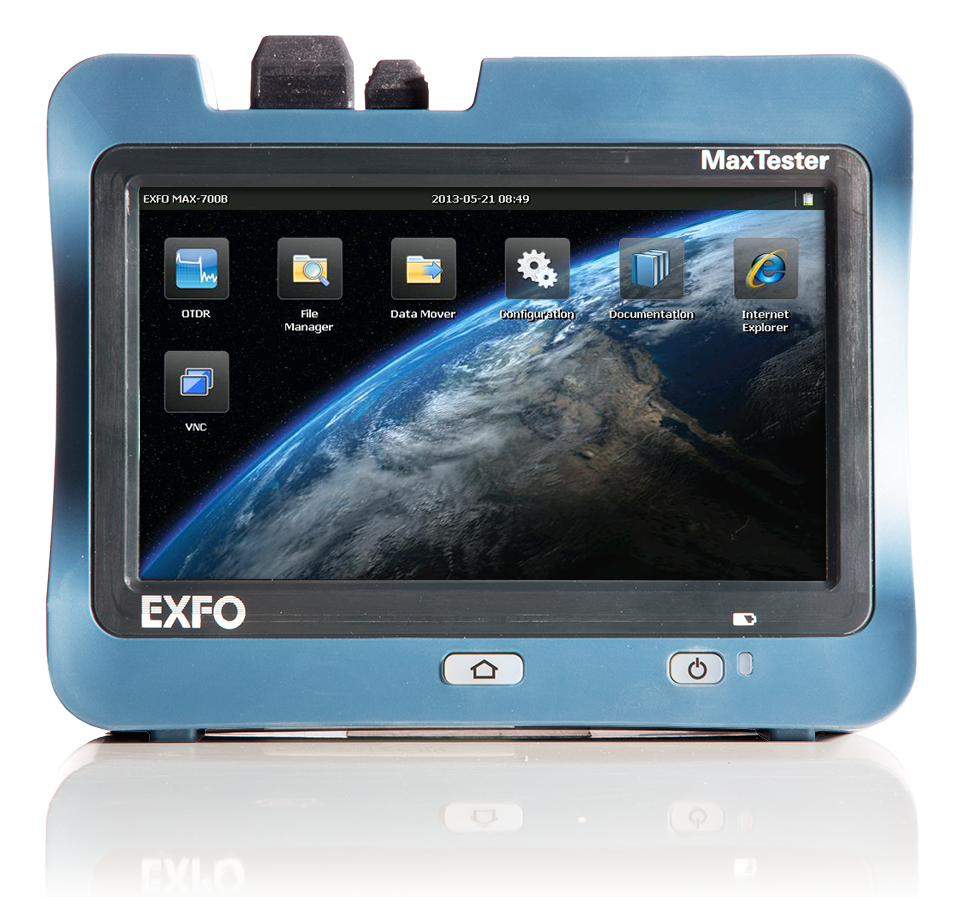 MaxTester
EXFO MAX-700B 2013-05-21 08:49
OTDR
File
Manager
Data Mover
Configuration
Documentation
Internet
Explorer
VNC
EXFO